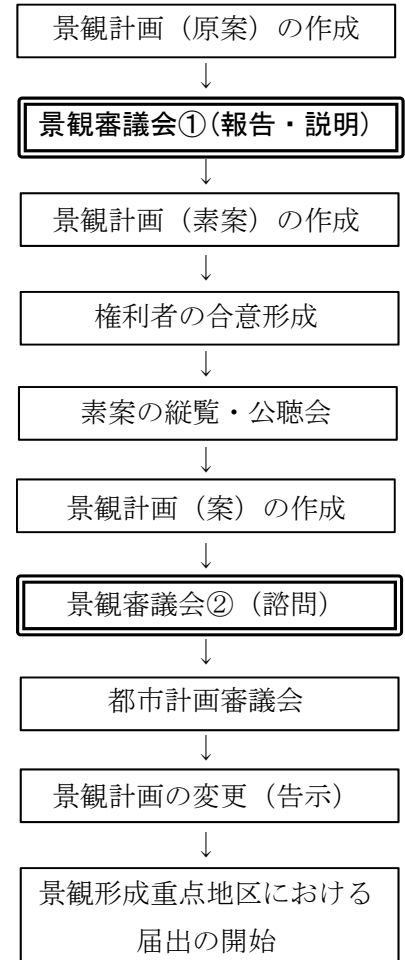 景観計画（原案）の作成
↓
景観審議会①(報告・説明)
↓
景観計画（素案）の作成
↓
権利者の合意形成
↓
素案の縦覧・公聴会
↓
景観計画（案）の作成
↓
景観審議会②（諮問）
↓
都市計画審議会
↓
景観計画の変更（告示）
↓
景観形成重点地区における
届出の開始